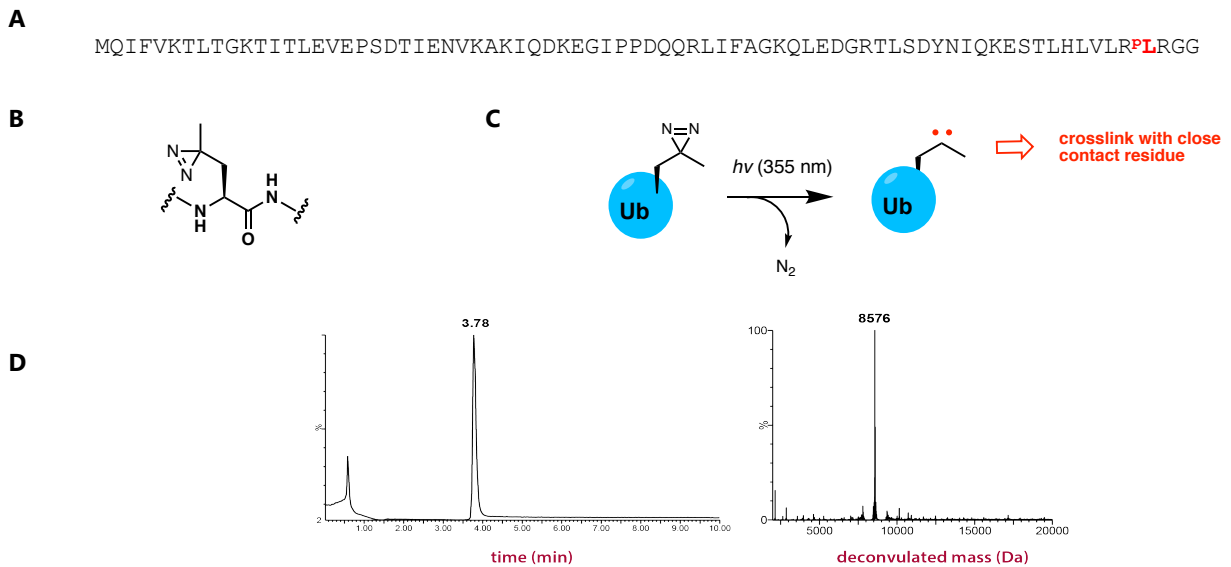 A
MQIFVKTLTGKTITLEVEPSDTIENVKAKIQDKEGIPPDQQRLIFAGKQLEDGRTLSDYNIQKESTLHLVLRPLRGG
B
N
N
N
H
H
N
O
C
N=N
Ub
hv (355 nm)
N2
Ub
crosslink with close
contact residue
D
3.78
%
2
1.00 2.00 3.00 4.00 5.00 6.00 7.00 8.00 9.00 10.00
time (min)
8576
100
%
0
5000 10000 15000 20000
deconvulated mass (Da)